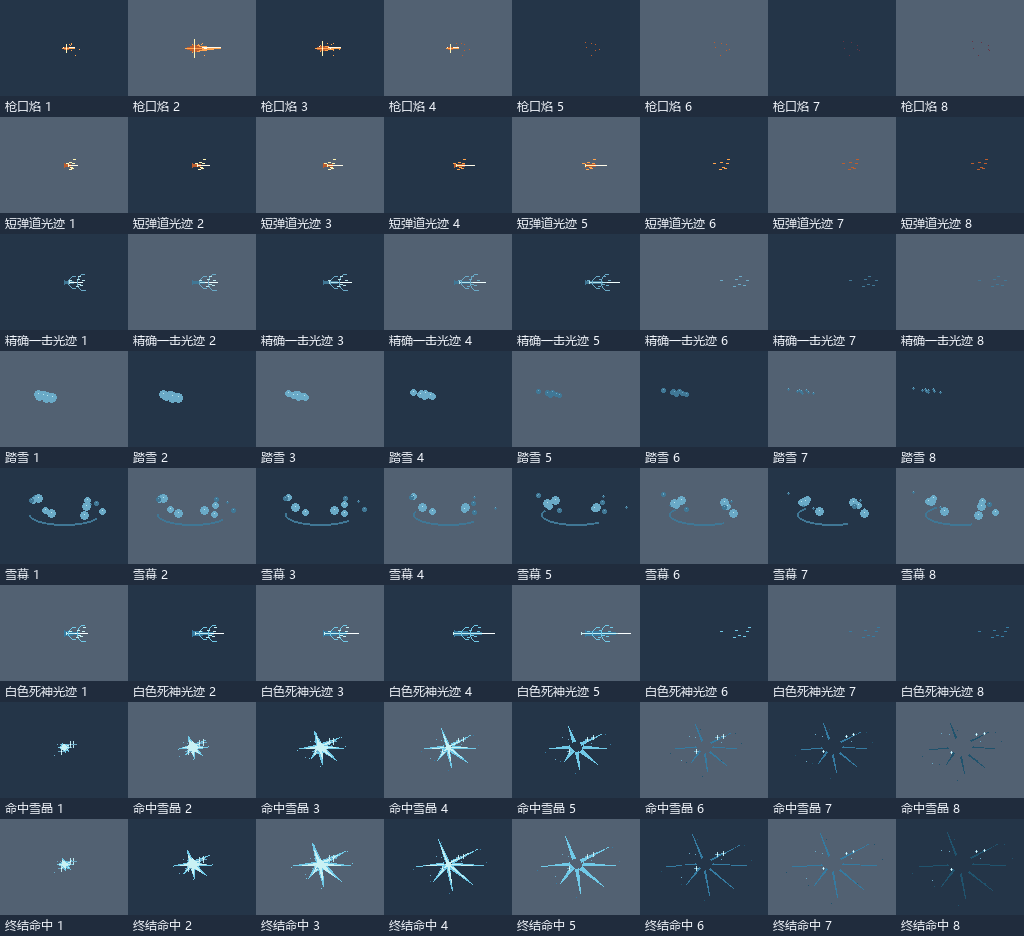 枪口焰 1 枪口焰 2 枪口焰 3 枪口焰 4 枪口焰 5 枪口焰 6 枪口焰 7 枪口焰 8
短弹道光迹 1 短弹道光迹 2 短弹道光迹 3 短弹道光迹 4 短弹道光迹 5 短弹道光迹 6 短弹道光迹 7 短弹道光迹 8
精确一击光迹 1 精确一击光迹 2 精确一击光迹 3 精确一击光迹 4 精确一击光迹 5 精确一击光迹 6 精确一击光迹 7 精确一击光迹 8
踏雪 1 踏雪 2 踏雪 3 踏雪 4 踏雪 5 踏雪 6 踏雪 7 踏雪 8
雪幕 1 雪幕 2 雪幕 3 雪幕 4 雪幕 5 雪幕 6 雪幕 7 雪幕 8
白色死神光迹 1 白色死神光迹 2 白色死神光迹 3 白色死神光迹 4 白色死神光迹 5 白色死神光迹 6 白色死神光迹 7 白色死神光迹 8
命中雪晶 1 命中雪晶 2 命中雪晶 3 命中雪晶 4 命中雪晶 5 命中雪晶 6 命中雪晶 7 命中雪晶 8
终结命中 1 终结命中 2 终结命中 3 终结命中 4 终结命中 5 终结命中 6 终结命中 7 终结命中 8